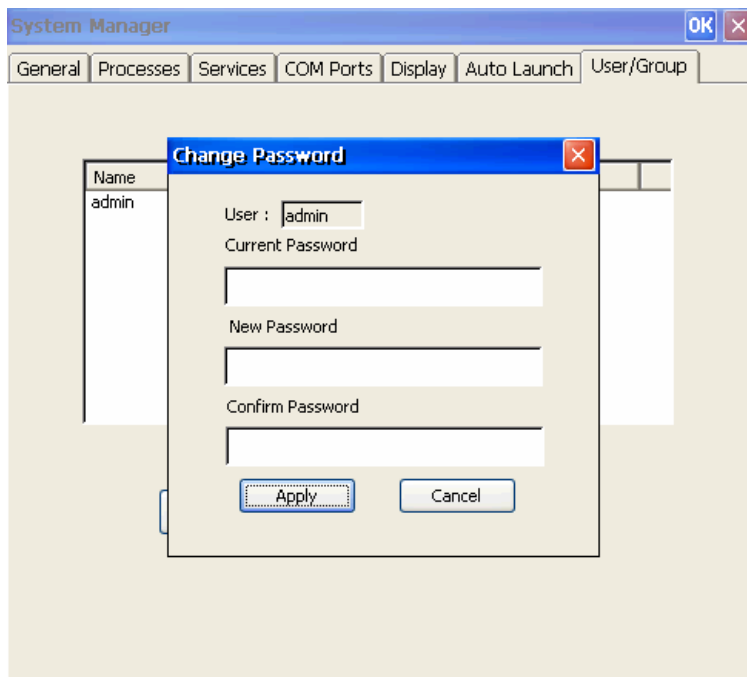 System Manager OK
General Processes Services COM Ports Display Auto Launch User/Group
Change Password
Name
admin
User : admin
Current Password
New Password
Confirm Password
Apply Cancel